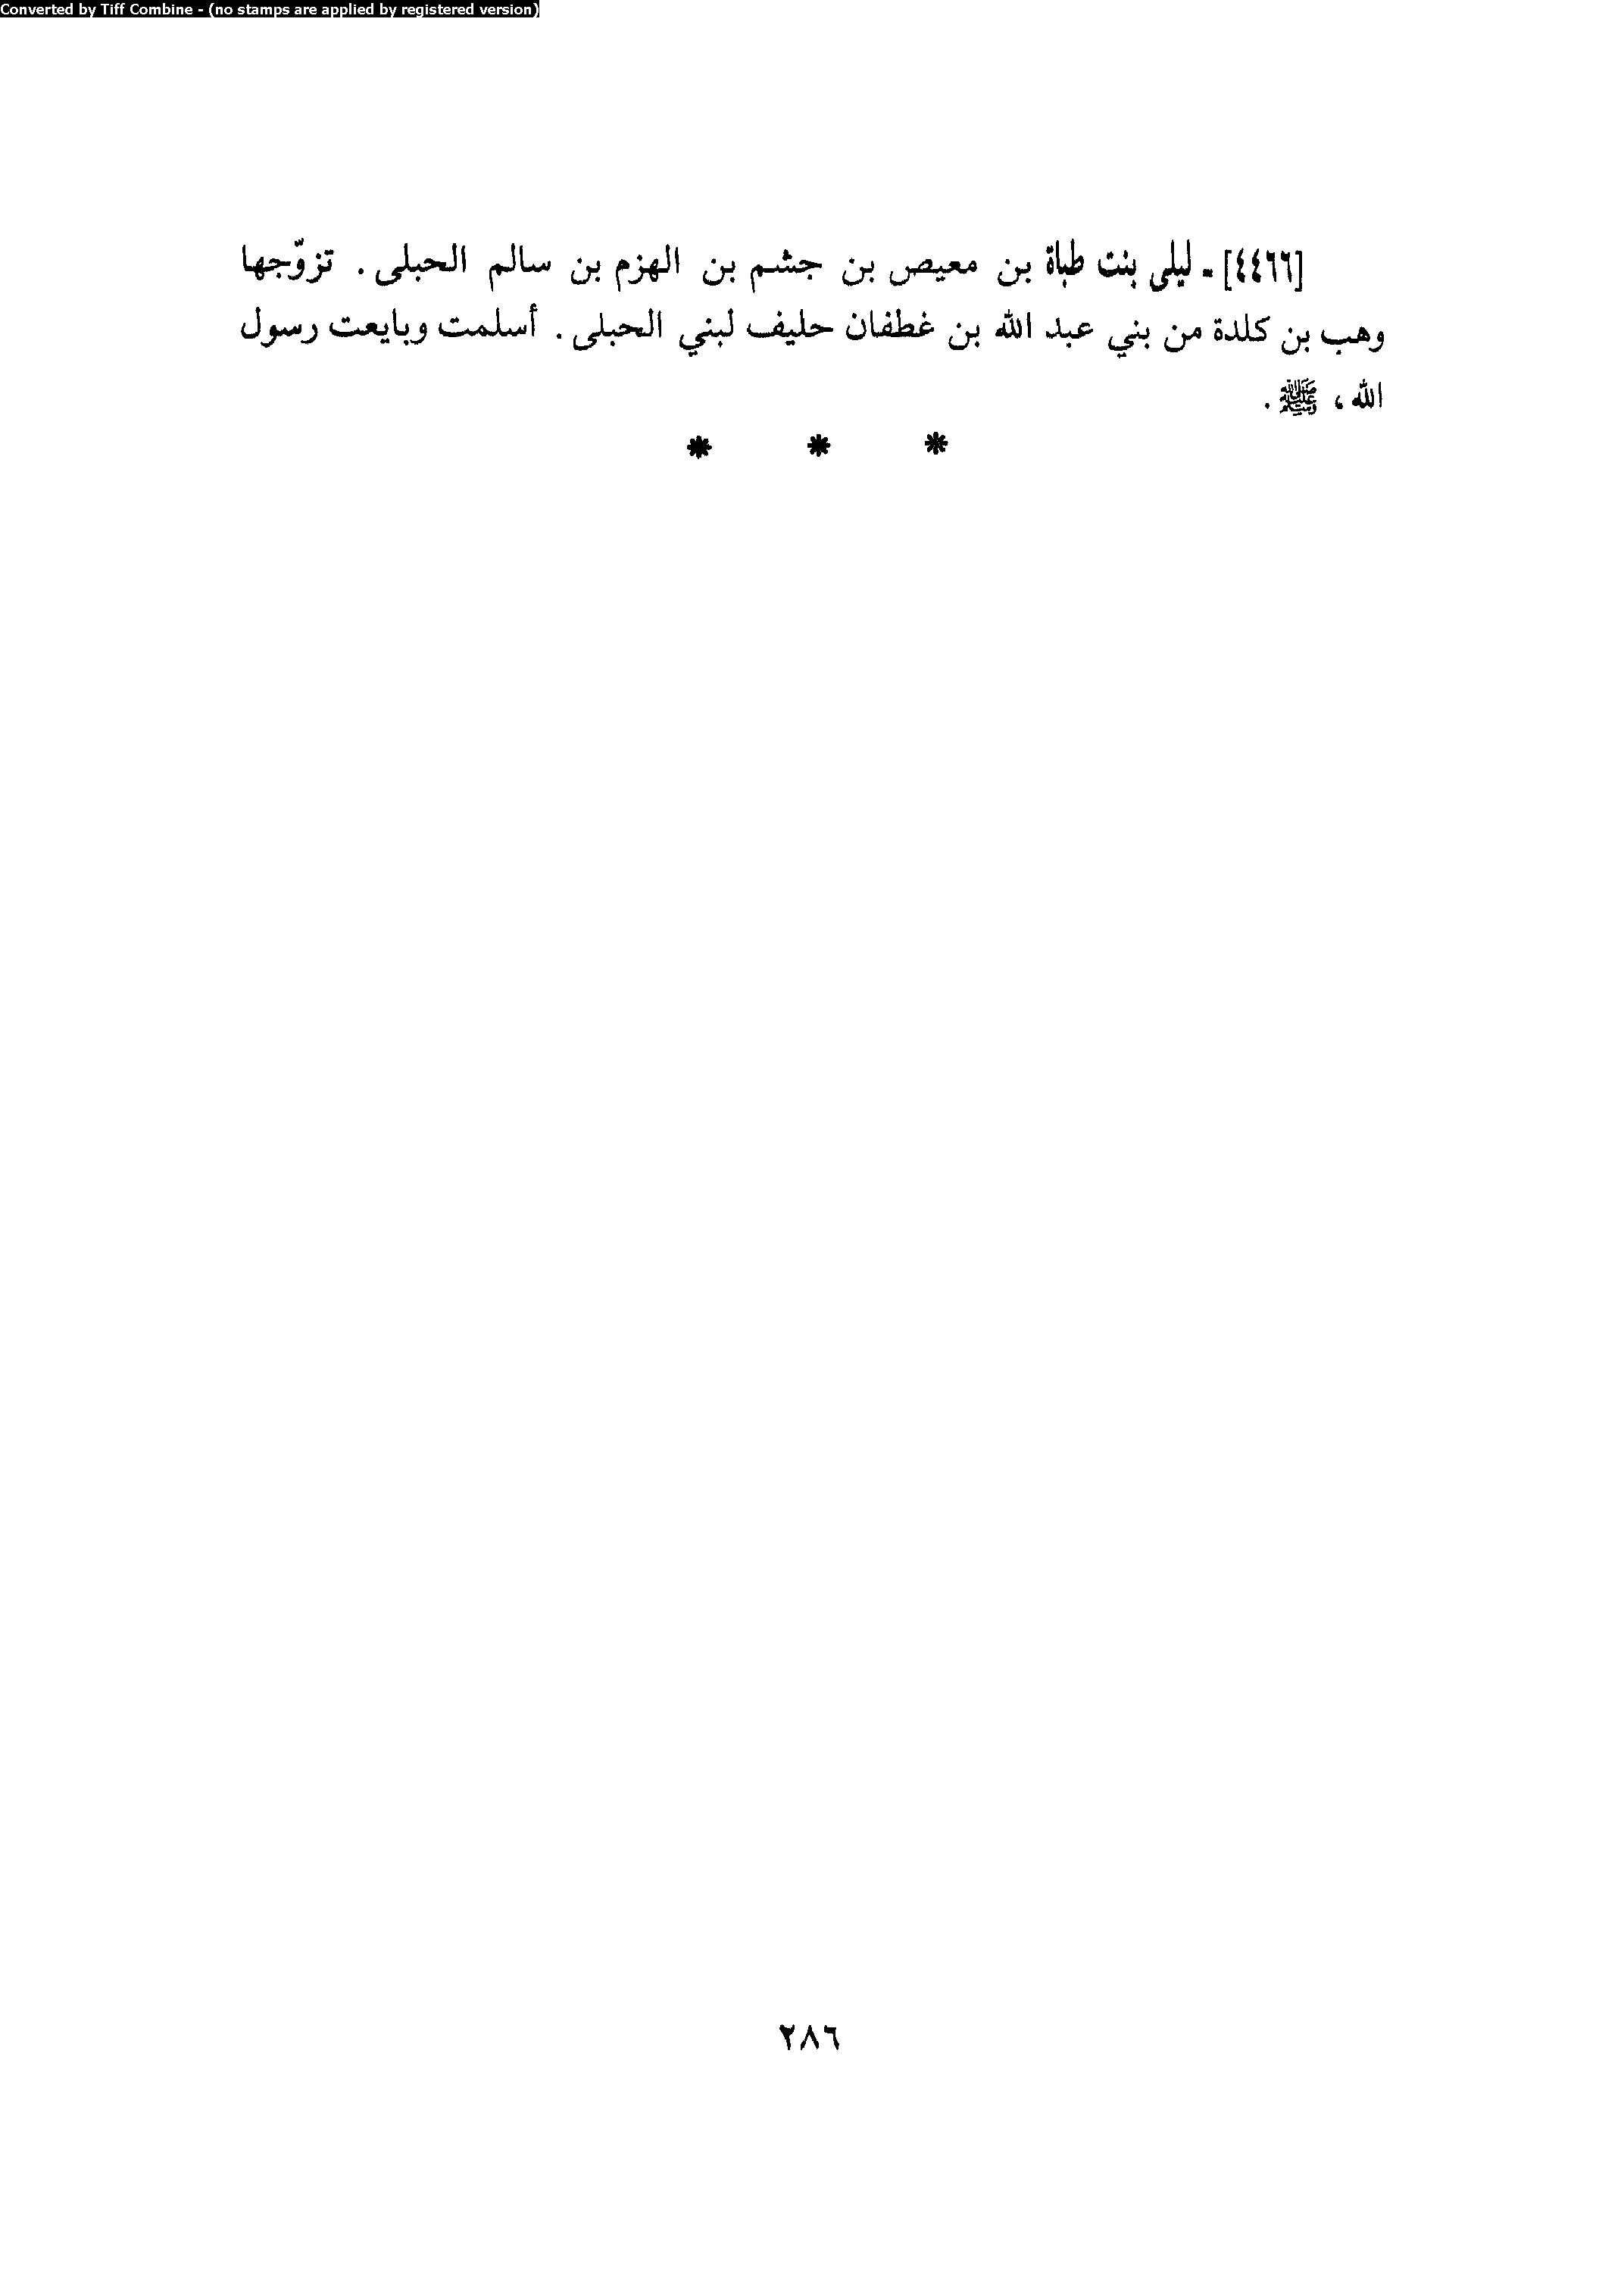 Converted by Tiff Combine - (no stamps are applied by registered version)
[٤٤٦٦] - ليلى بنت طباة بن معيص بن جشم بن الهزم بن سالم الحبلى. تزوّجها
وهب بن كلدة من بني عبد الله بن غطفان حليف لبني الحبلى. أسلمت وبايعت رسول
الله، ﷺ.
* * *
٢٨٦